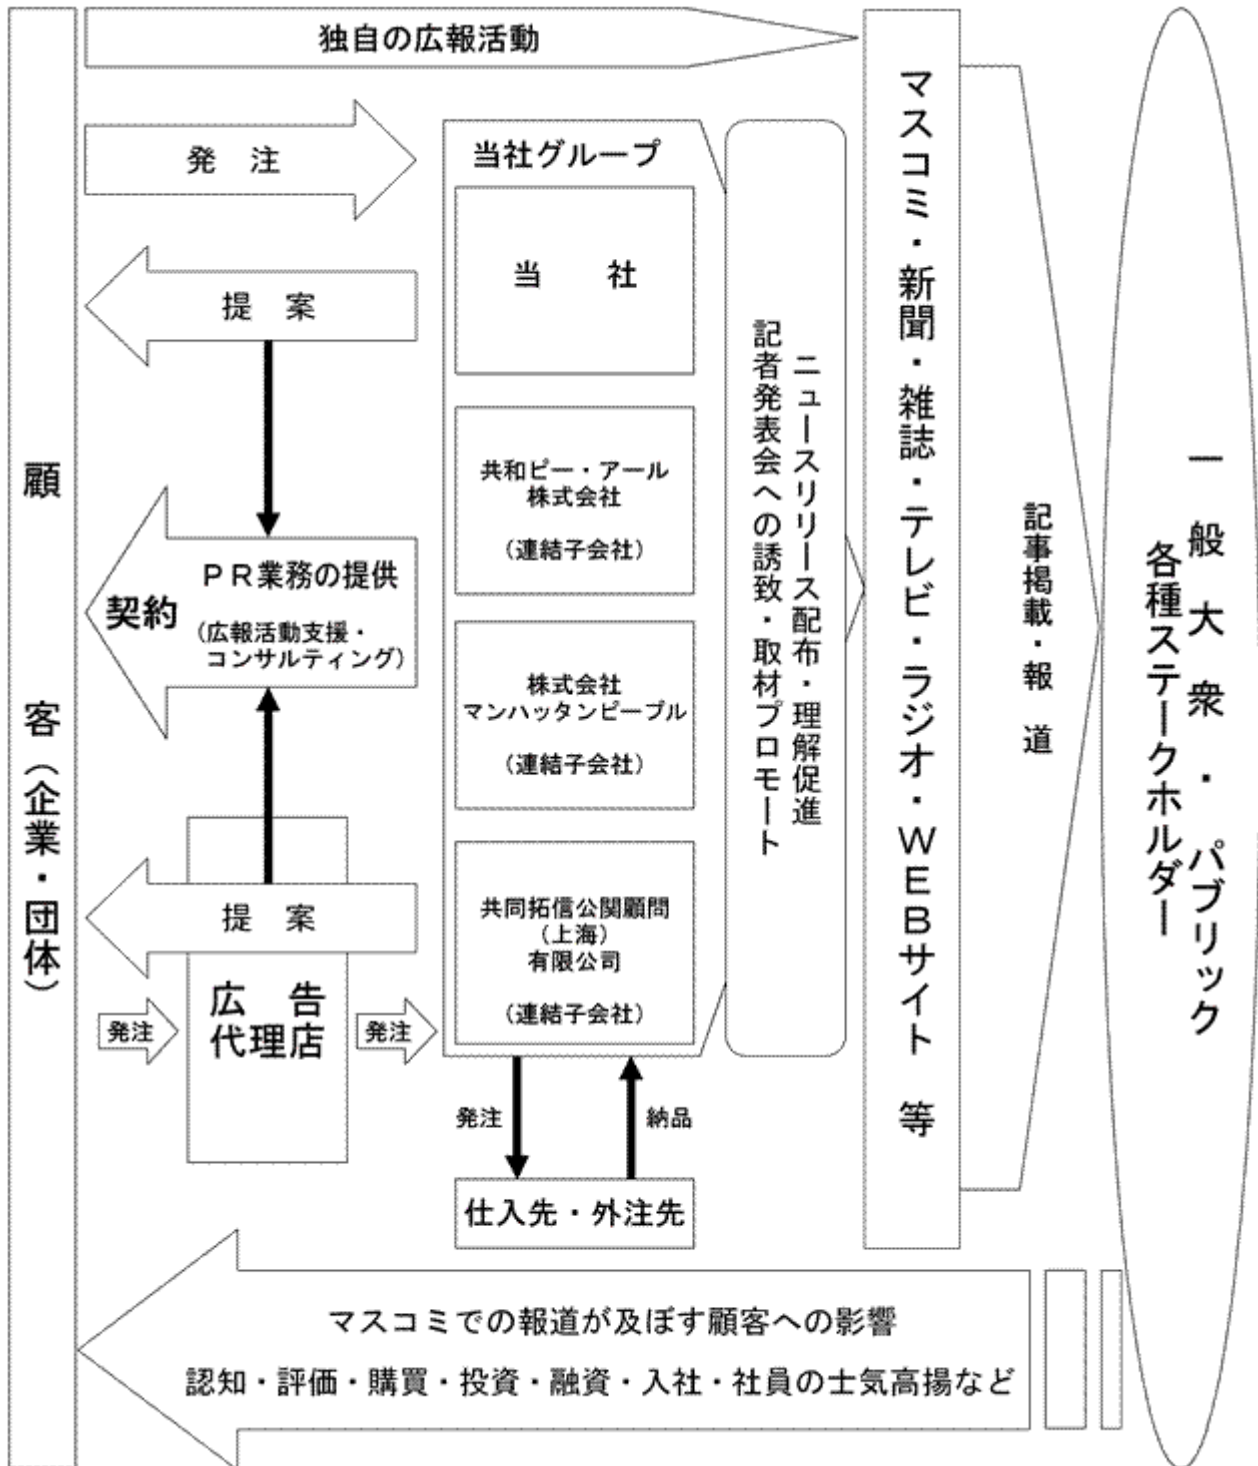 独自の広報活動
発　注
提　案
契約
ＰＲ業務の提供
（広報活動支援・
コンサルティング）
提　案
広　告
代理店
発注
発注
顧　客（企業・団体）
当社グループ
当　社
共和ピー・アール
株式会社
（連結子会社）
株式会社
マンハッタンピープル
（連結子会社）
共同拓信公関顧問
（上海）
有限公司
（連結子会社）
発注
納品
仕入先・外注先
ニュースリリース配布・理解促進
記者発表会への誘致・取材プロモート
マスコミ・新聞・雑誌・テレビ・ラジオ・ＷＥＢサイト　等
記事掲載・報　道
一　般　大　衆　・　パブリック
各種ステークホルダー
マスコミでの報道が及ぼす顧客への影響
認知・評価・購買・投資・融資・入社・社員の士気高揚など